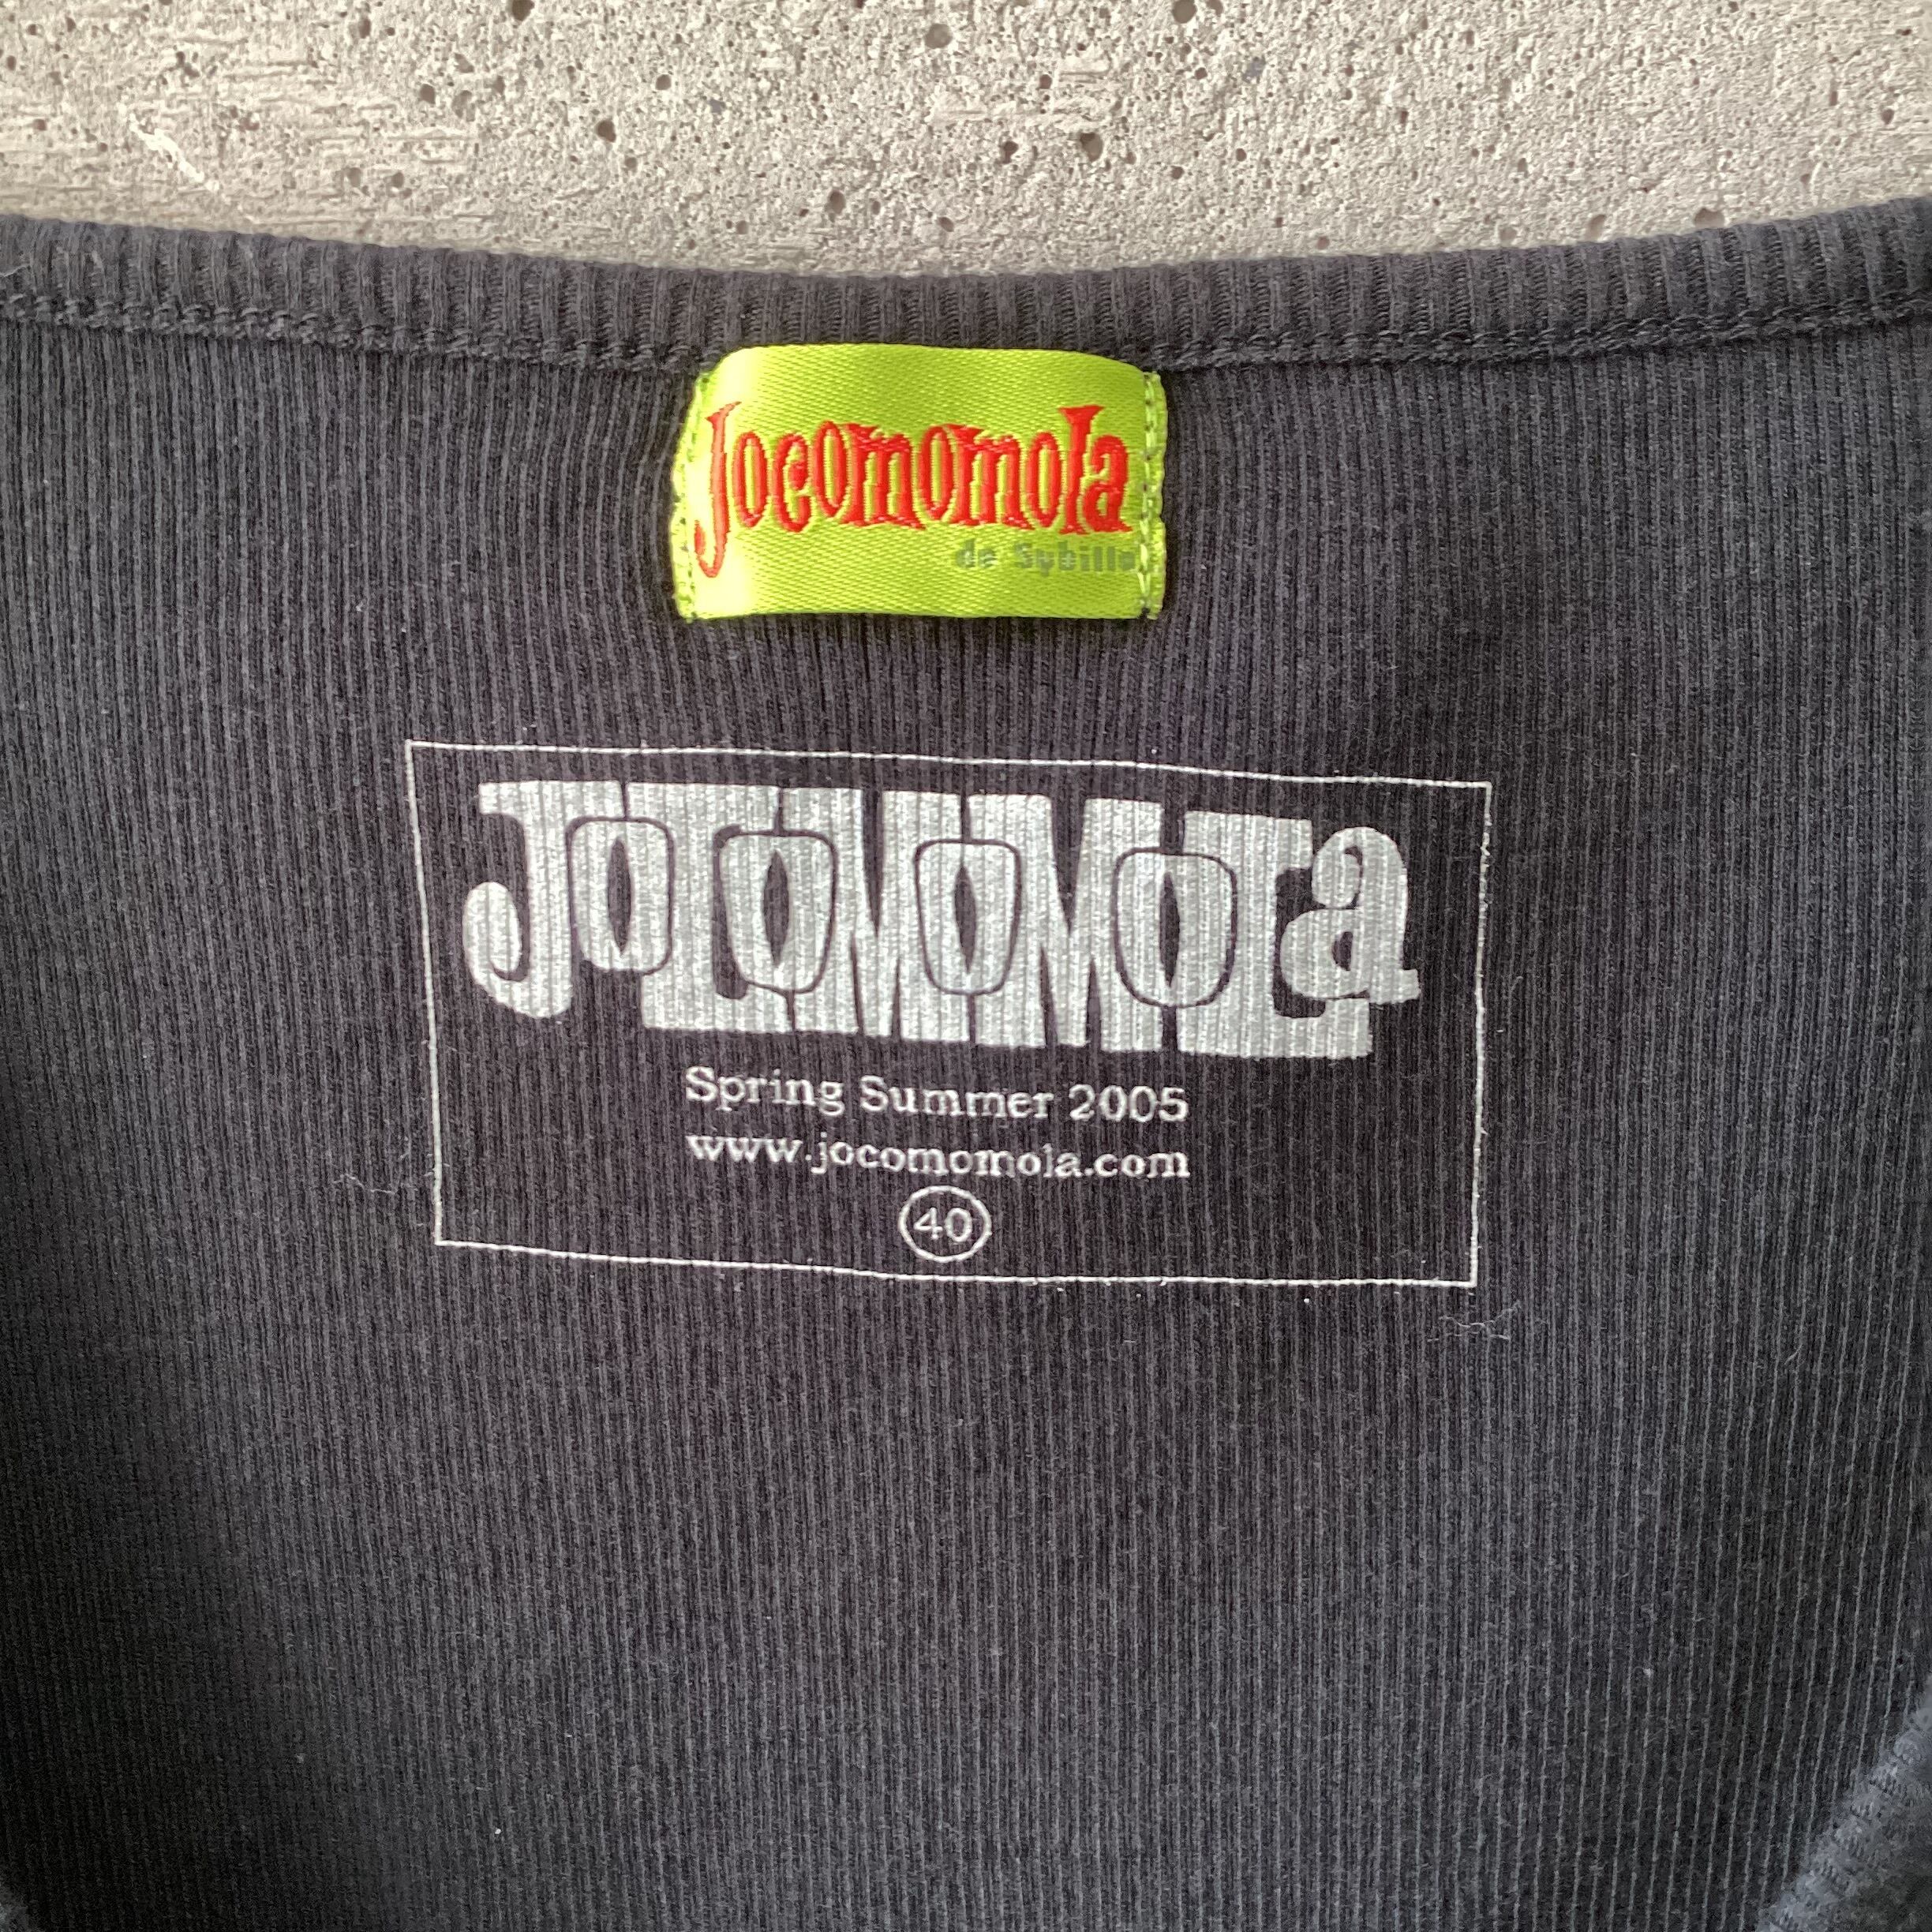 Jocomomola
de Sybilla
JOCOMOMOLa
Spring Summer 2005
www.jocomomola.com
40